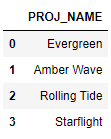 PROJ_NAME
0 Evergreen
1 Amber Wave
2 Rolling Tide
3 Starflight